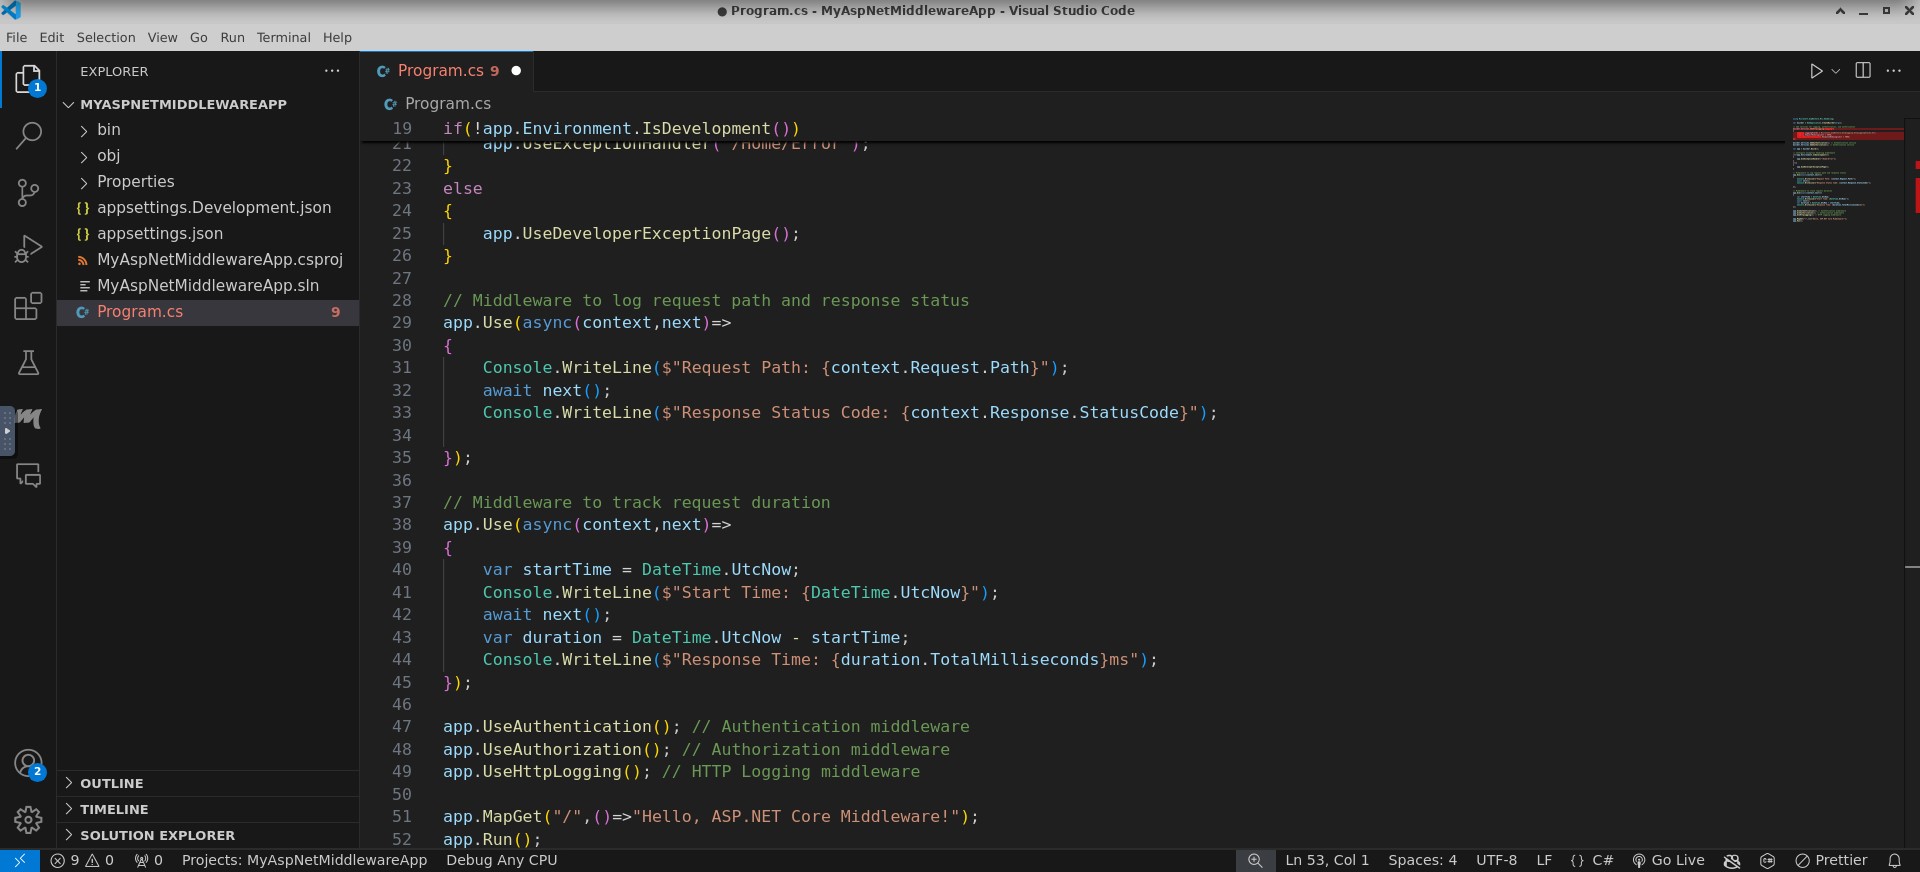 ● Program.cs - MyAspNetMiddlewareApp - Visual Studio Code
File Edit Selection View Go Run Terminal Help
1
EXPLORER
MYASPNETMIDDLEWAREAPP
bin
obj
Properties
{} appsettings.Development.json
{} appsettings.json
MyAspNetMiddlewareApp.csproj
MyAspNetMiddlewareApp.sln
C# Program.cs 9
2
OUTLINE
TIMELINE
SOLUTION EXPLORER
C# Program.cs 9 ●
C# Program.cs
19 if(!app.Environment.IsDevelopment())
21     app.UseExceptionHandler("/Home/Error");
22 }
23 else
24 {
25     app.UseDeveloperExceptionPage();
26 }
27
28 // Middleware to log request path and response status
29 app.Use(async(context,next)=>
30 {
31     Console.WriteLine($"Request Path: {context.Request.Path}");
32     await next();
33     Console.WriteLine($"Response Status Code: {context.Response.StatusCode}");
34
35 });
36
37 // Middleware to track request duration
38 app.Use(async(context,next)=>
39 {
40     var startTime = DateTime.UtcNow;
41     Console.WriteLine($"Start Time: {DateTime.UtcNow}");
42     await next();
43     var duration = DateTime.UtcNow - startTime;
44     Console.WriteLine($"Response Time: {duration.TotalMilliseconds}ms");
45 });
46
47 app.UseAuthentication(); // Authentication middleware
48 app.UseAuthorization(); // Authorization middleware
49 app.UseHttpLogging(); // HTTP Logging middleware
50
51 app.MapGet("/",()=>"Hello, ASP.NET Core Middleware!");
52 app.Run();
9 0 0 Projects: MyAspNetMiddlewareApp Debug Any CPU Ln 53, Col 1 Spaces: 4 UTF-8 LF {} C# Go Live Prettier